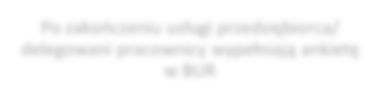 Po zakończeniu usługi przedsiębiorca/
delegowani pracownicy wypełniają ankietę
w BUR